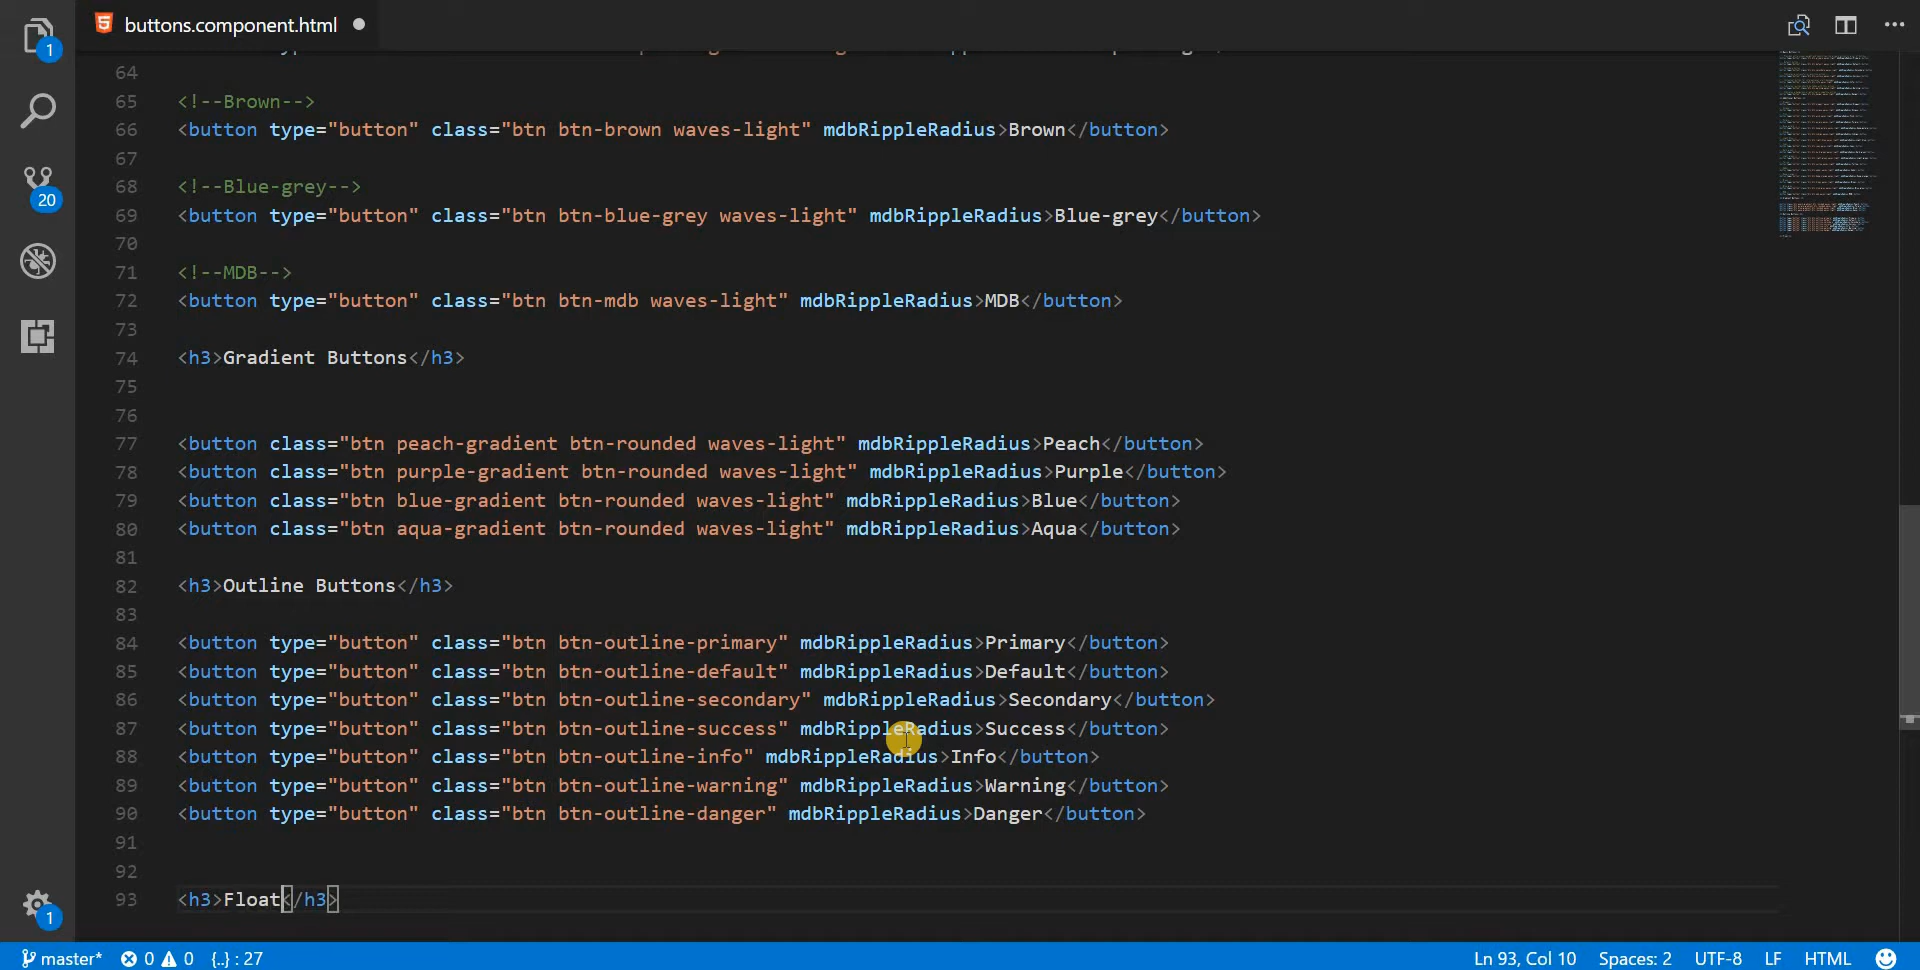 buttons.component.html
1
64
65 <!--Brown-->
66 <button type="button" class="btn btn-brown waves-light" mdbRippleRadius>Brown</button>
67
20
68 <!--Blue-grey-->
69 <button type="button" class="btn btn-blue-grey waves-light" mdbRippleRadius>Blue-grey</button>
70
71 <!--MDB-->
72 <button type="button" class="btn btn-mdb waves-light" mdbRippleRadius>MDB</button>
73
74 <h3>Gradient Buttons</h3>
75
76
77 <button class="btn peach-gradient btn-rounded waves-light" mdbRippleRadius>Peach</button>
78 <button class="btn purple-gradient btn-rounded waves-light" mdbRippleRadius>Purple</button>
79 <button class="btn blue-gradient btn-rounded waves-light" mdbRippleRadius>Blue</button>
80 <button class="btn aqua-gradient btn-rounded waves-light" mdbRippleRadius>Aqua</button>
81
82 <h3>Outline Buttons</h3>
83
84 <button type="button" class="btn btn-outline-primary" mdbRippleRadius>Primary</button>
85 <button type="button" class="btn btn-outline-default" mdbRippleRadius>Default</button>
86 <button type="button" class="btn btn-outline-secondary" mdbRippleRadius>Secondary</button>
87 <button type="button" class="btn btn-outline-success" mdbRippleRadius>Success</button>
88 <button type="button" class="btn btn-outline-info" mdbRippleRadius>Info</button>
89 <button type="button" class="btn btn-outline-warning" mdbRippleRadius>Warning</button>
90 <button type="button" class="btn btn-outline-danger" mdbRippleRadius>Danger</button>
91
92
93 <h3>Float</h3>
1
master* 0 0 {..} : 27 Ln 93, Col 10 Spaces: 2 UTF-8 LF HTML